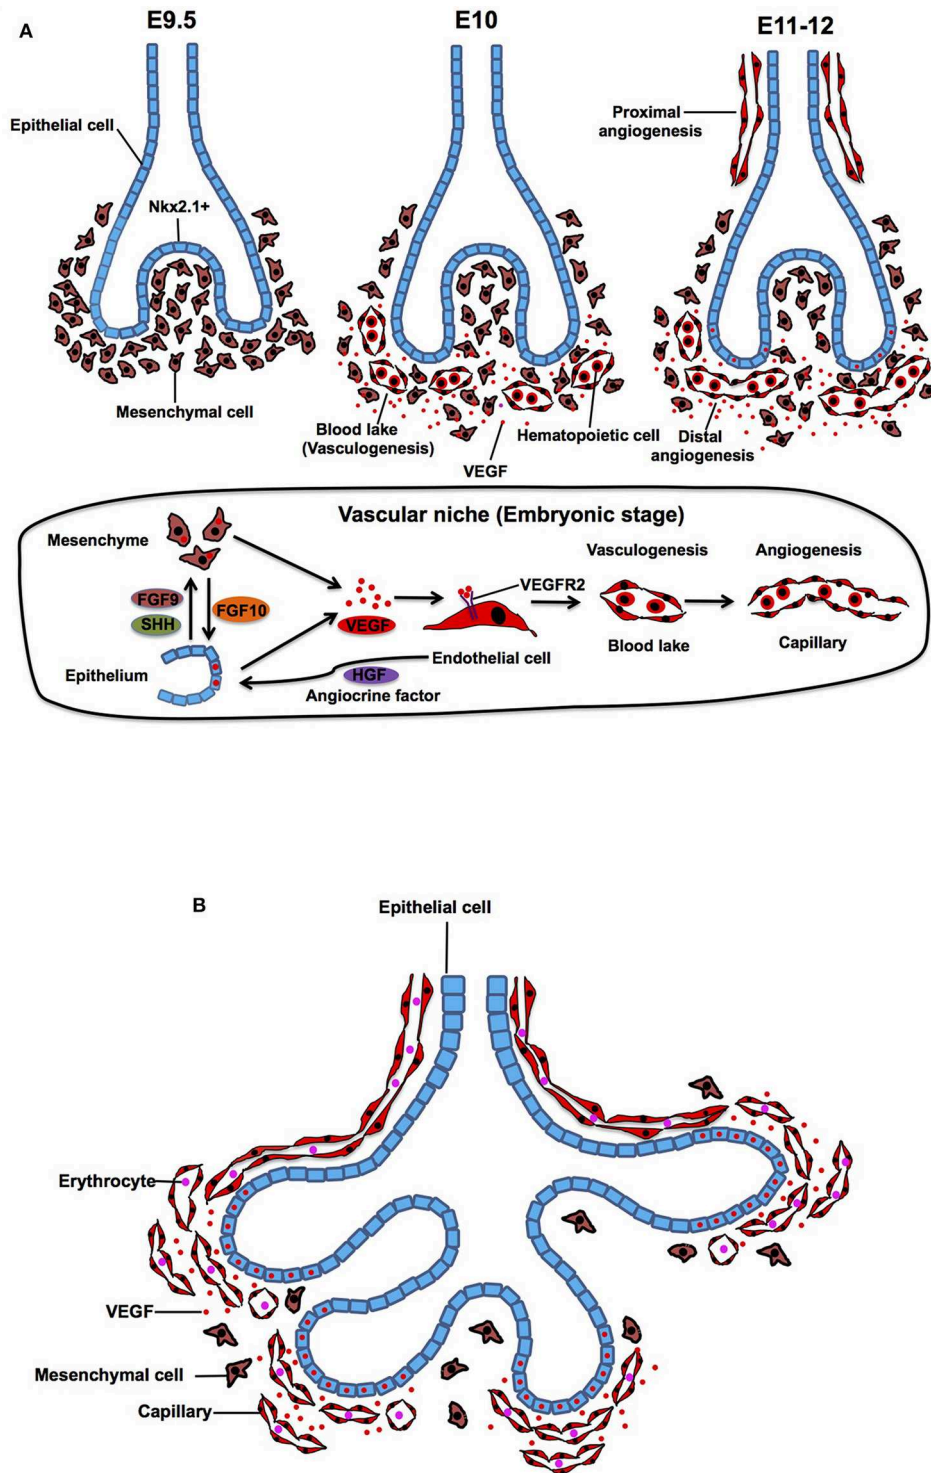 A
E9.5
E10
E11-12
Epithelial cell
Nkx2.1+
Mesenchymal cell
Blood lake
(Vasculogenesis)
VEGF
Hematopoietic cell
Proximal
angiogenesis
Distal
angiogenesis
Vascular niche (Embryonic stage)
Mesenchyme
FGF9
SHH
FGF10
Epithelium
VEGF
VEGFR2
Endothelial cell
HGF
Angiocrine factor
Vasculogenesis
Blood lake
Angiogenesis
Capillary
B
Epithelial cell
Erythrocyte
VEGF
Mesenchymal cell
Capillary